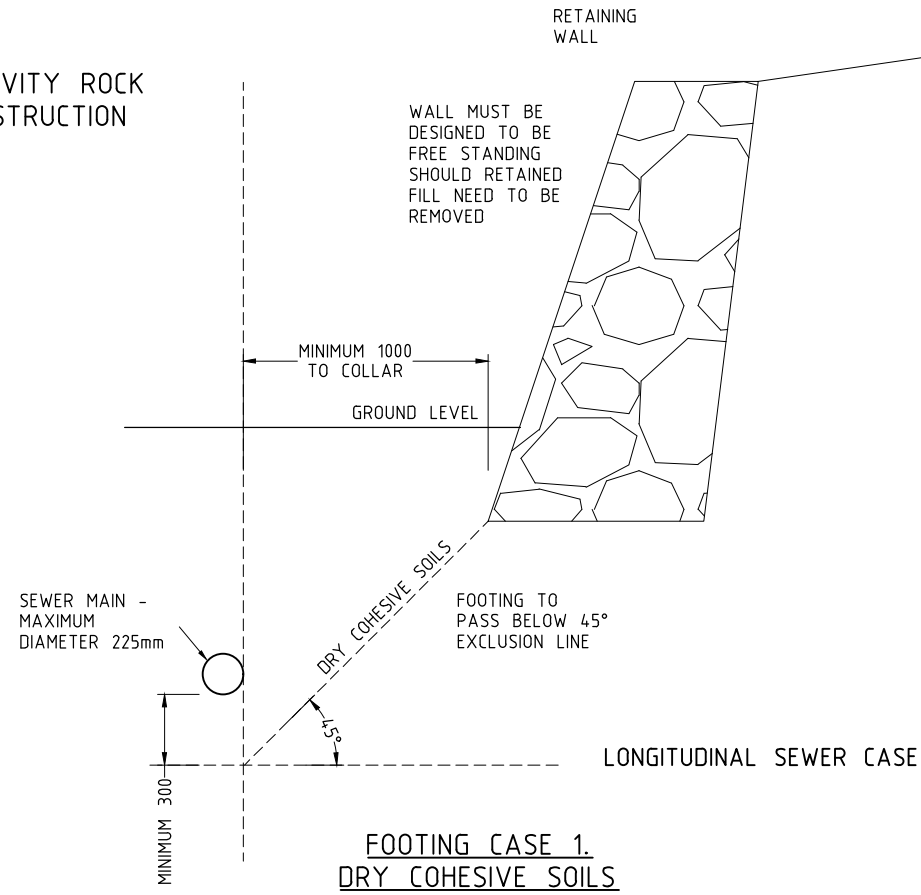 RETAINING
WALL
VITY ROCK
STRUCTION
WALL MUST BE
DESIGNED TO BE
FREE STANDING
SHOULD RETAINED
FILL NEED TO BE
REMOVED
MINIMUM 1000
TO COLLAR
GROUND LEVEL
DRY COHESIVE SOILS
SEWER MAIN -
MAXIMUM
DIAMETER 225mm
FOOTING TO
PASS BELOW 45°
EXCLUSION LINE
45°
LONGITUDINAL SEWER CASE
MINIMUM 300
FOOTING CASE 1.
DRY COHESIVE SOILS